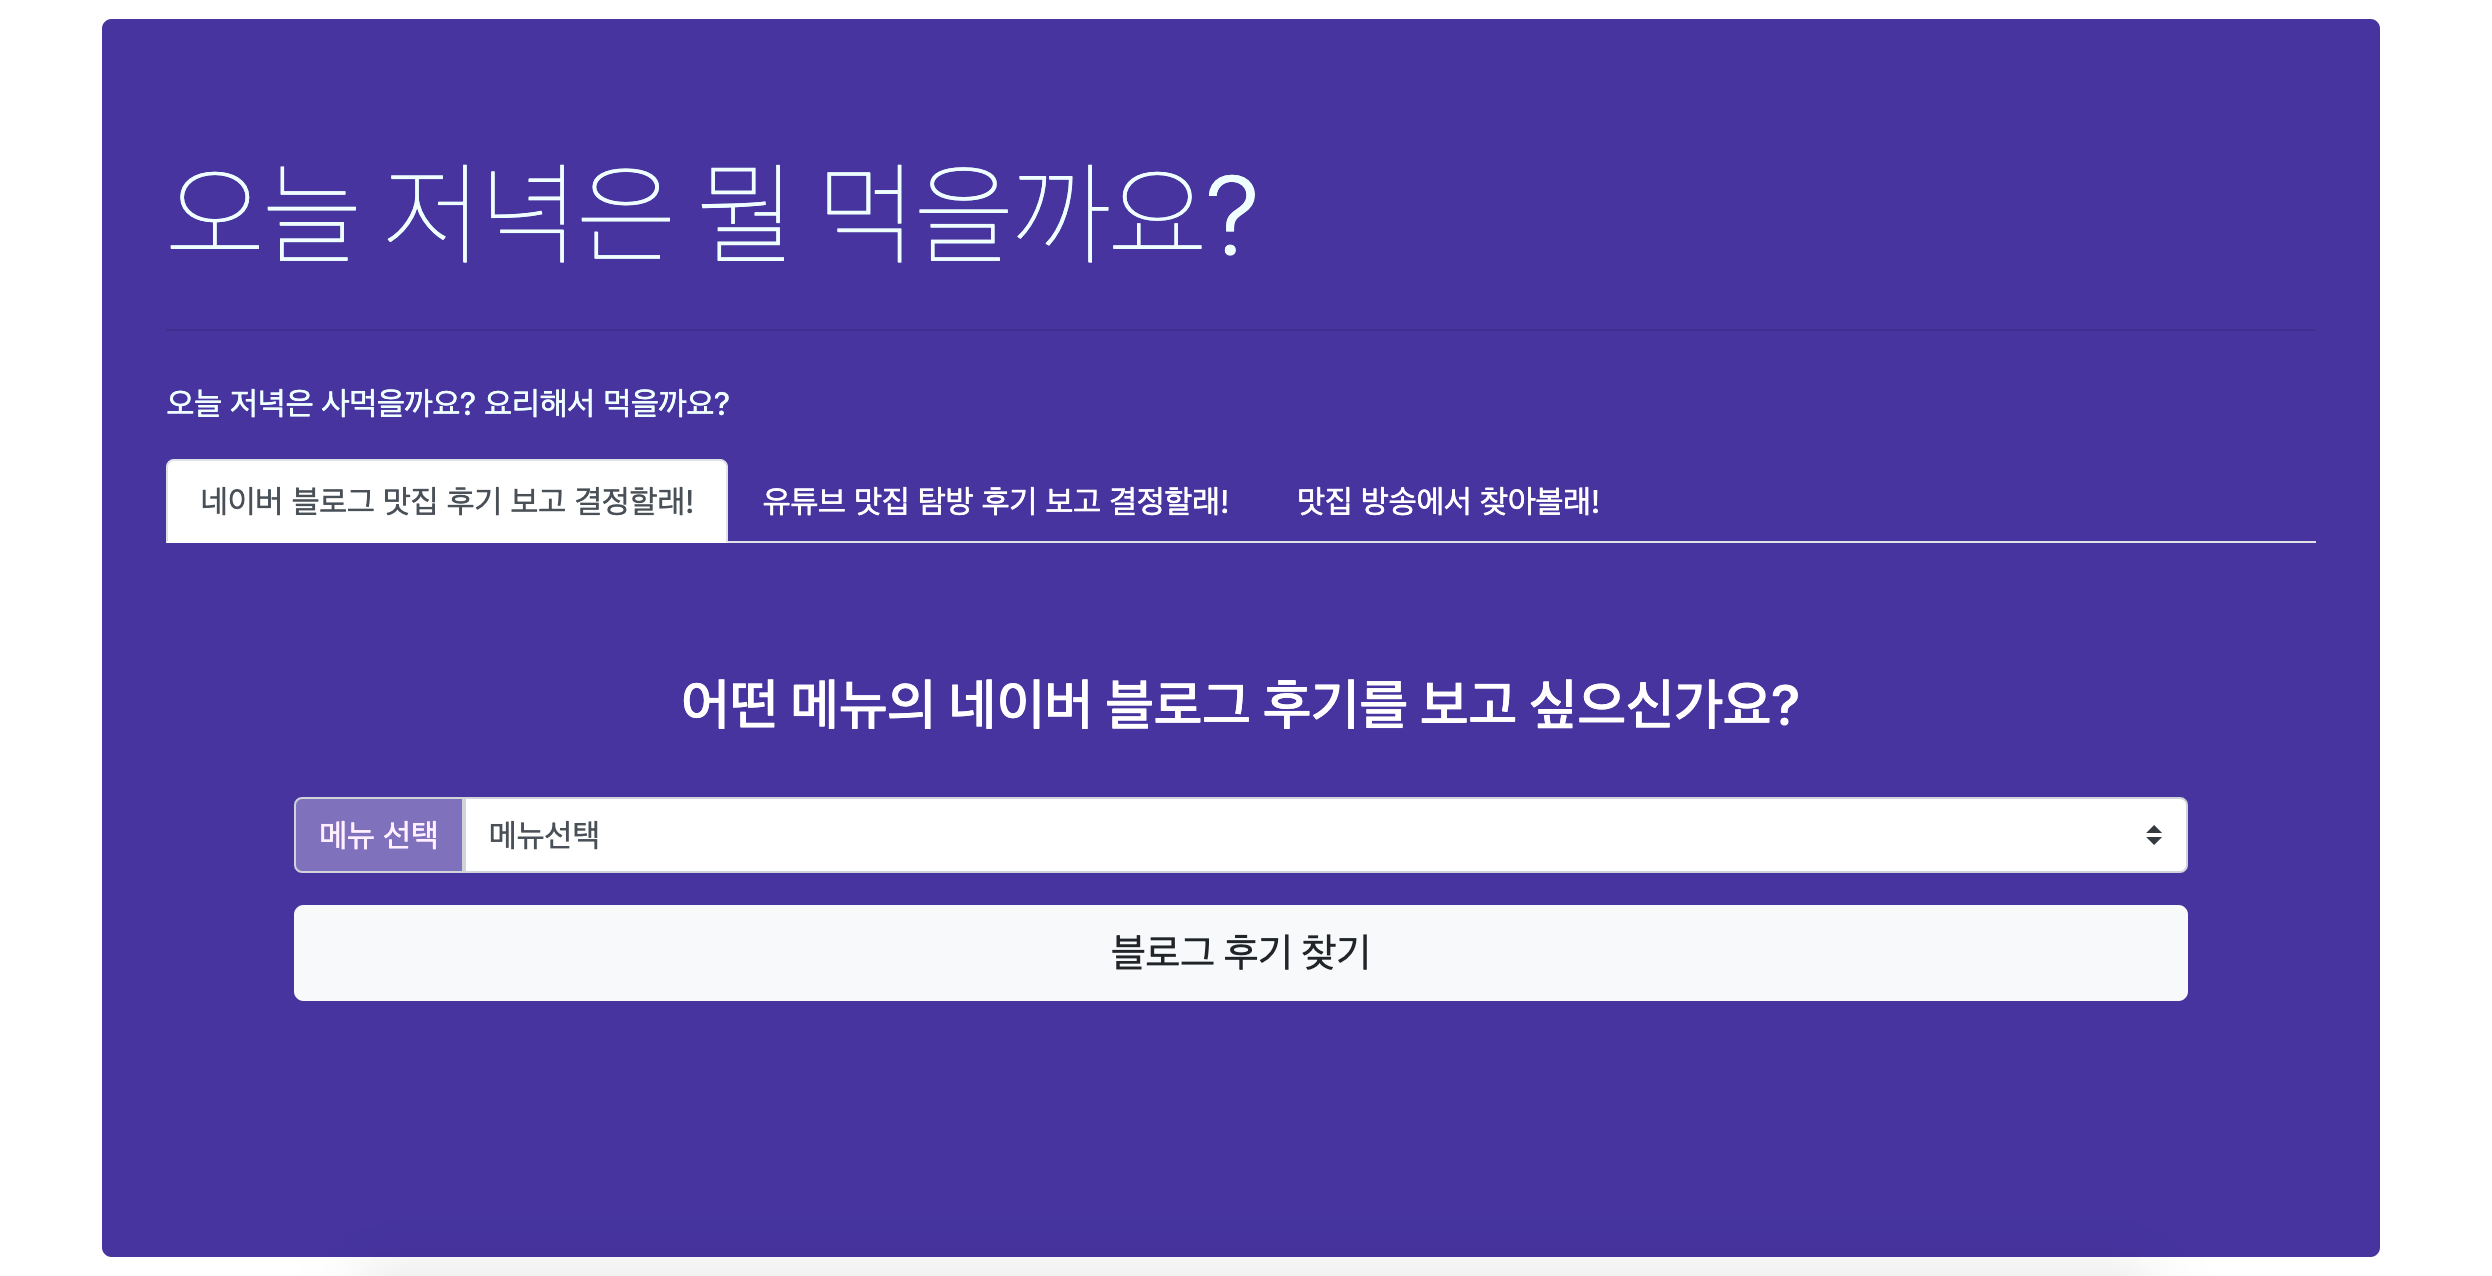 오늘 저녁은 뭘 먹을까요?
오늘 저녁은 사먹을까요? 요리해서 먹을까요?
네이버 블로그 맛집 후기 보고 결정할래! 유튜브 맛집 탐방 후기 보고 결정할래! 맛집 방송에서 찾아볼래!
어떤 메뉴의 네이버 블로그 후기를 보고 싶으신가요?
메뉴 선택 메뉴선택
블로그 후기 찾기